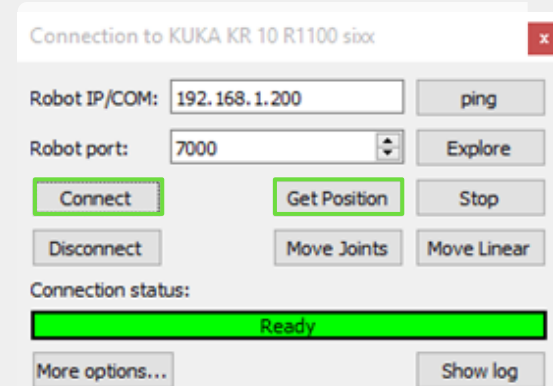 Connection to KUKA KR 10 R1100 sixx x
Robot IP/COM: 192.168.1.200 ping
Robot port: 7000 Explore
Connect Get Position Stop
Disconnect Move Joints Move Linear
Connection status:
Ready
More options... Show log